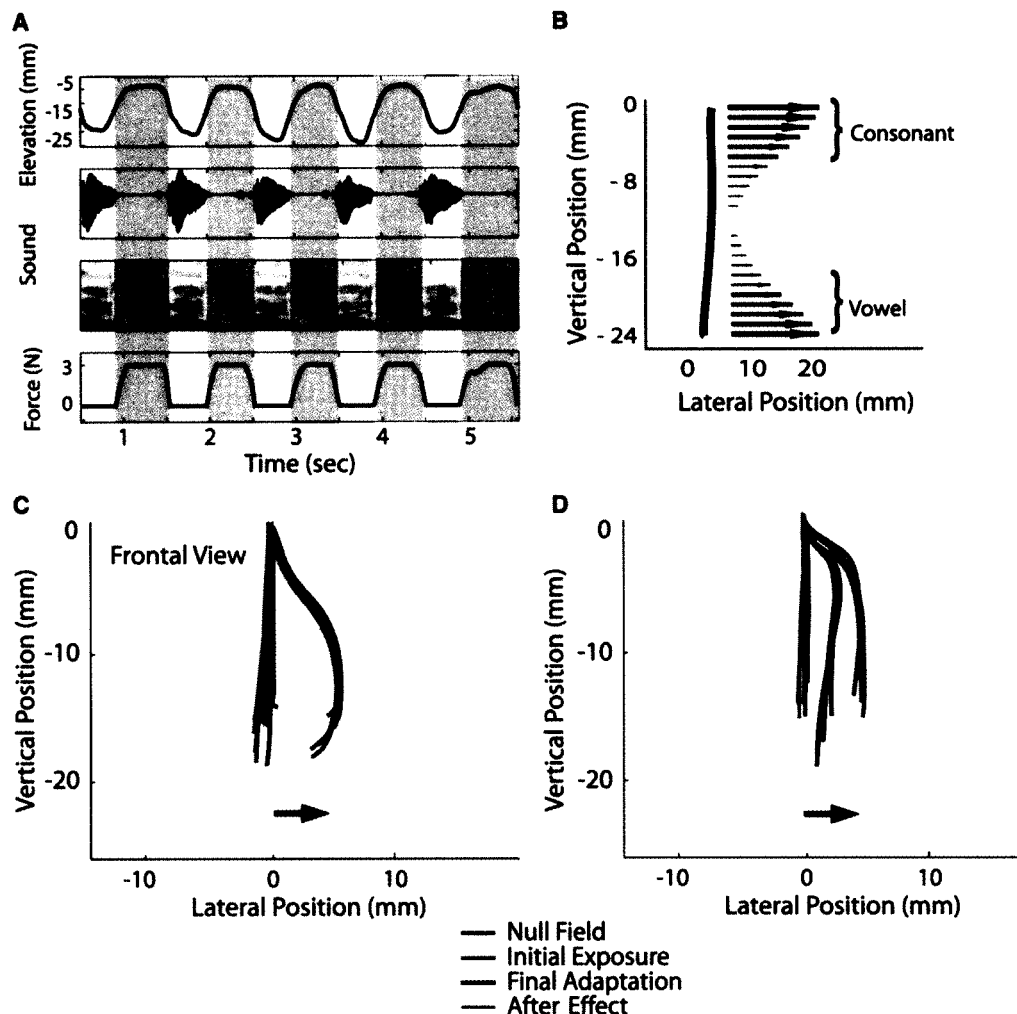 A
Elevation (mm)
-5
-15
-25
Sound
Force (N)
3
0
1 2 3 4 5
Time (sec)
B
Vertical Position (mm)
0
- 8
- 16
- 24
Consonant
Vowel
0 10 20
Lateral Position (mm)
C
Frontal View
Vertical Position (mm)
0
-10
-20
-10 0 10
Lateral Position (mm)
D
Vertical Position (mm)
0
-10
-20
-10 0 10
Lateral Position (mm)
Null Field
Initial Exposure
Final Adaptation
After Effect